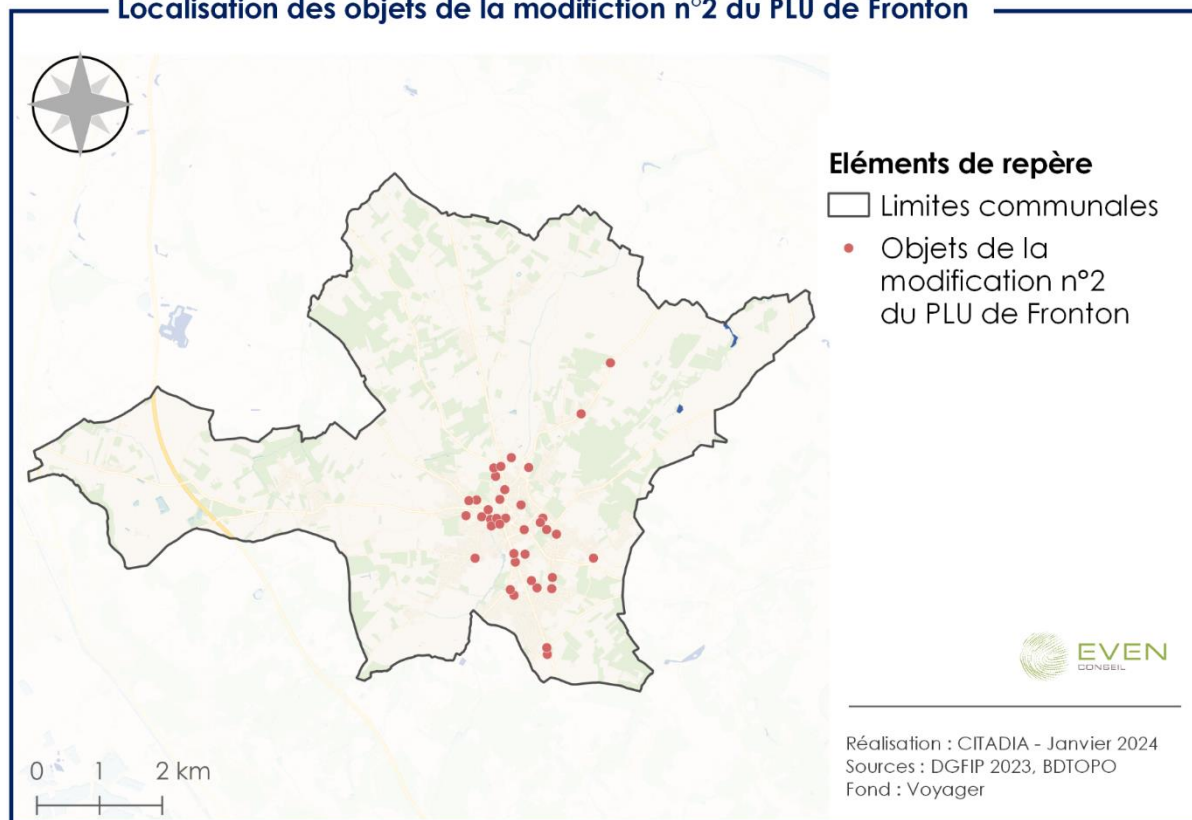 Localisation des objets de la modifiction n°2 du PLU de Fronton
Eléments de repère
Limites communales
Objets de la
modification n°2
du PLU de Fronton
EVEN
CONSEIL
0 1 2 km
Réalisation : CITADIA - Janvier 2024
Sources : DGFIP 2023, BDTOPO
Fond : Voyager